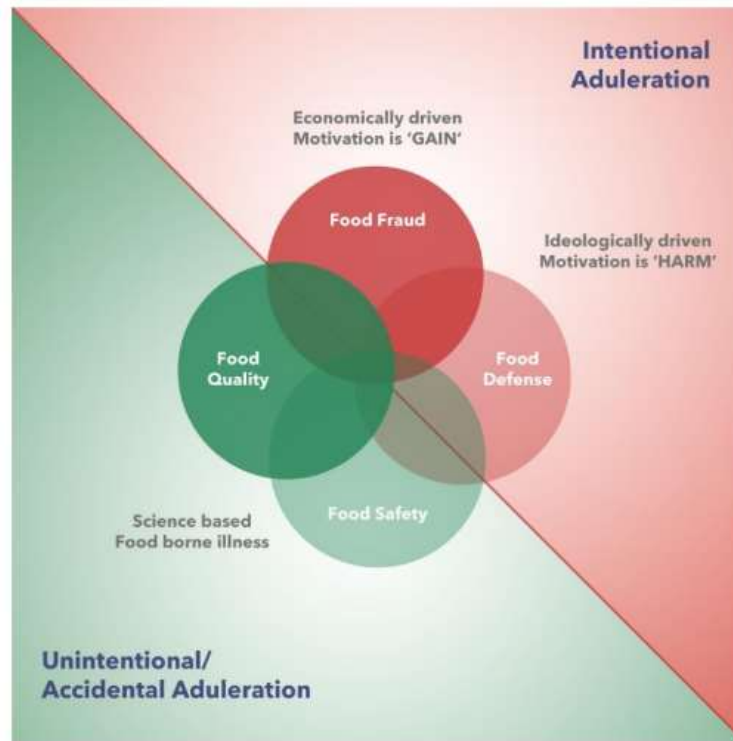 Intentional
Aduleration
Economically driven
Motivation is 'GAIN'
Food Fraud
Ideologically driven
Motivation is 'HARM'
Food
Quality
Food
Defense
Food Safety
Science based
Food borne illness
Unintentional/
Accidental Aduleration